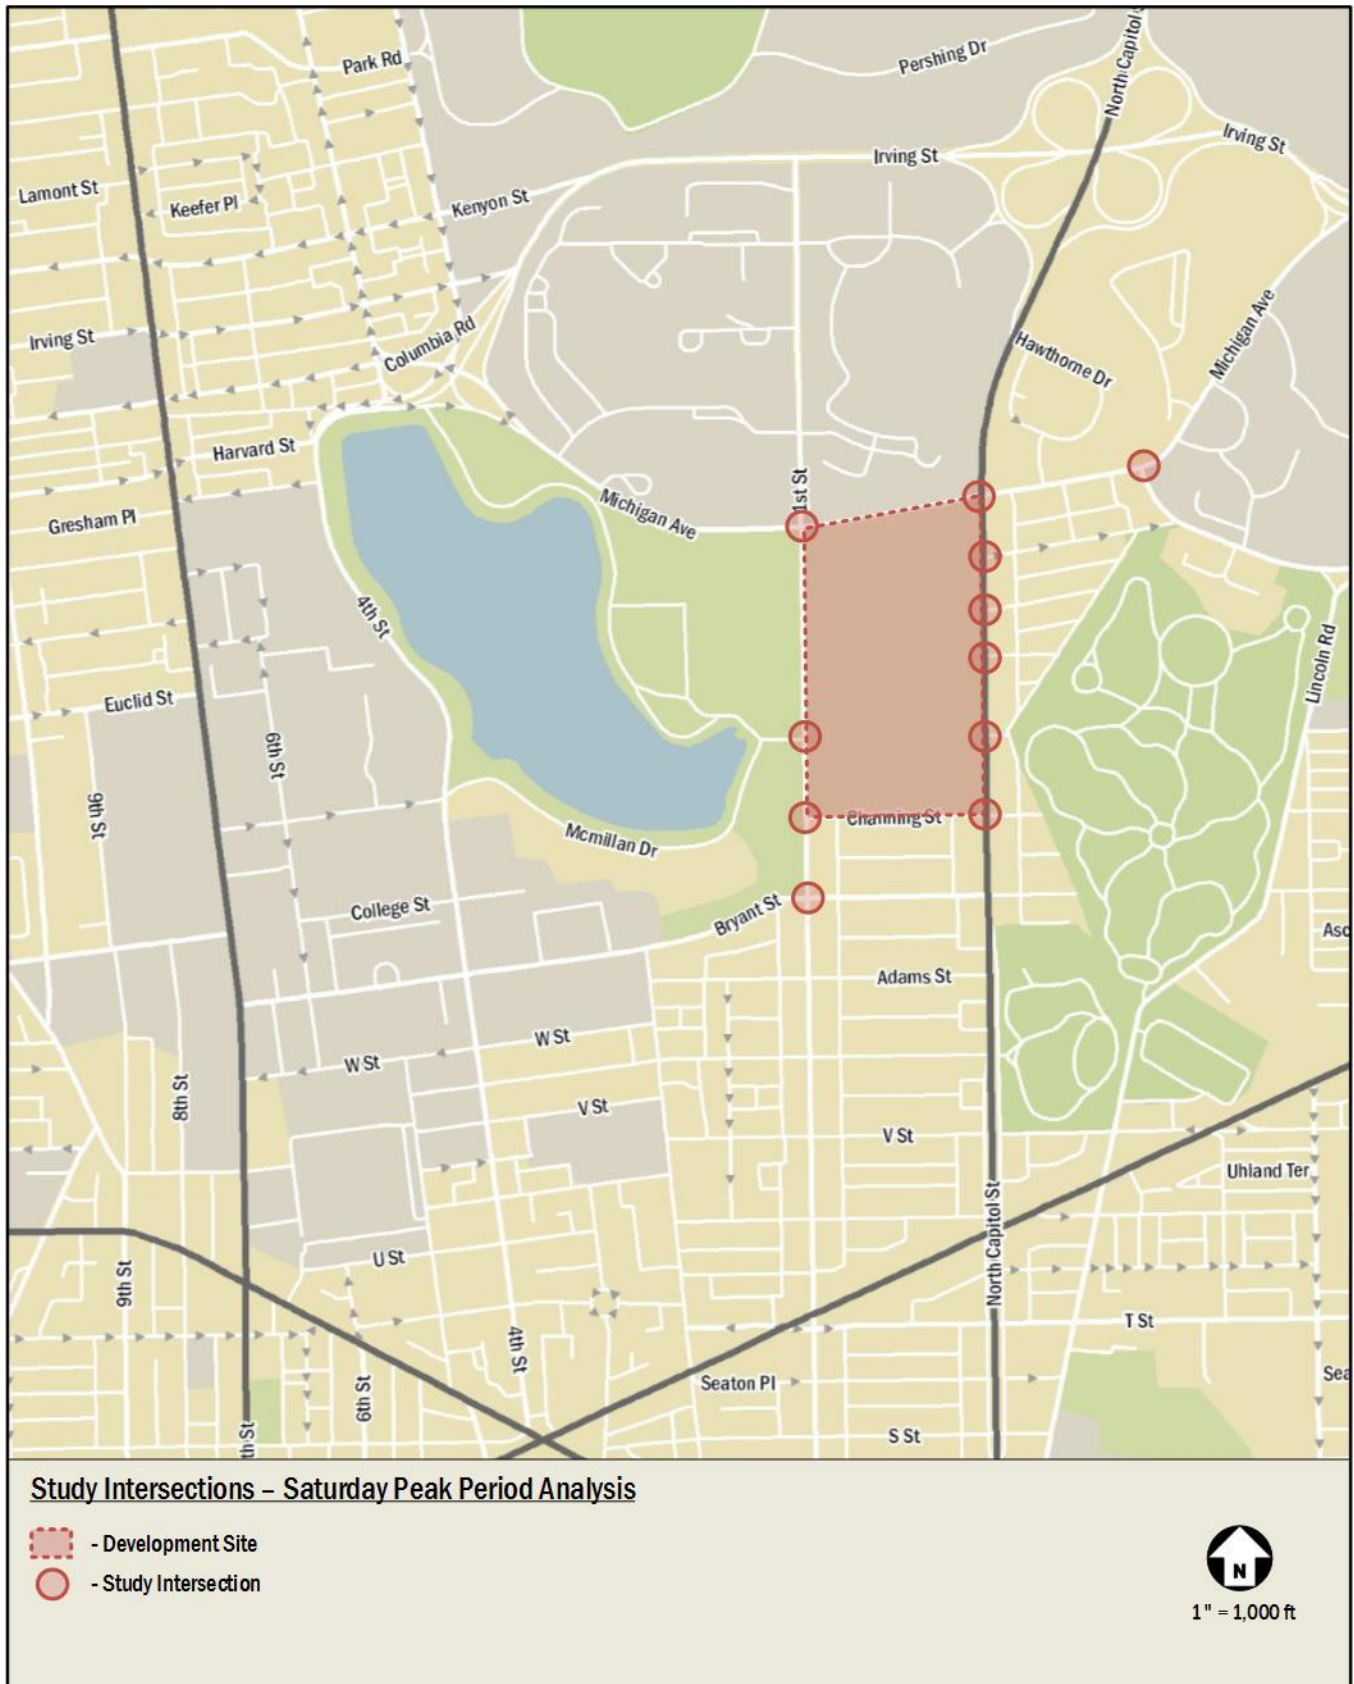 North Capitol
Park Rd
Pershing Dr
Irving St
Irving St
Lamont St
Keefer Pl
Kenyon St
Irving St
Columbia Rd
Michigan Ave
Hawthorne Dr
Harvard St
1st St
Michigan Ave
Gresham Pl
4th St
Lincoln Rd
Euclid St
6th St
9th St
Channing St
Mcmillan Dr
College St
Bryant St
Asc
Adams St
W St
W St
V St
8th St
V St
Uhland Ter
North Capitol St
U St
9th St
T St
4th St
Seaton Pl
6th St
Sea
S St
th St
Study Intersections – Saturday Peak Period Analysis
- Development Site
- Study Intersection
N
1" = 1,000 ft